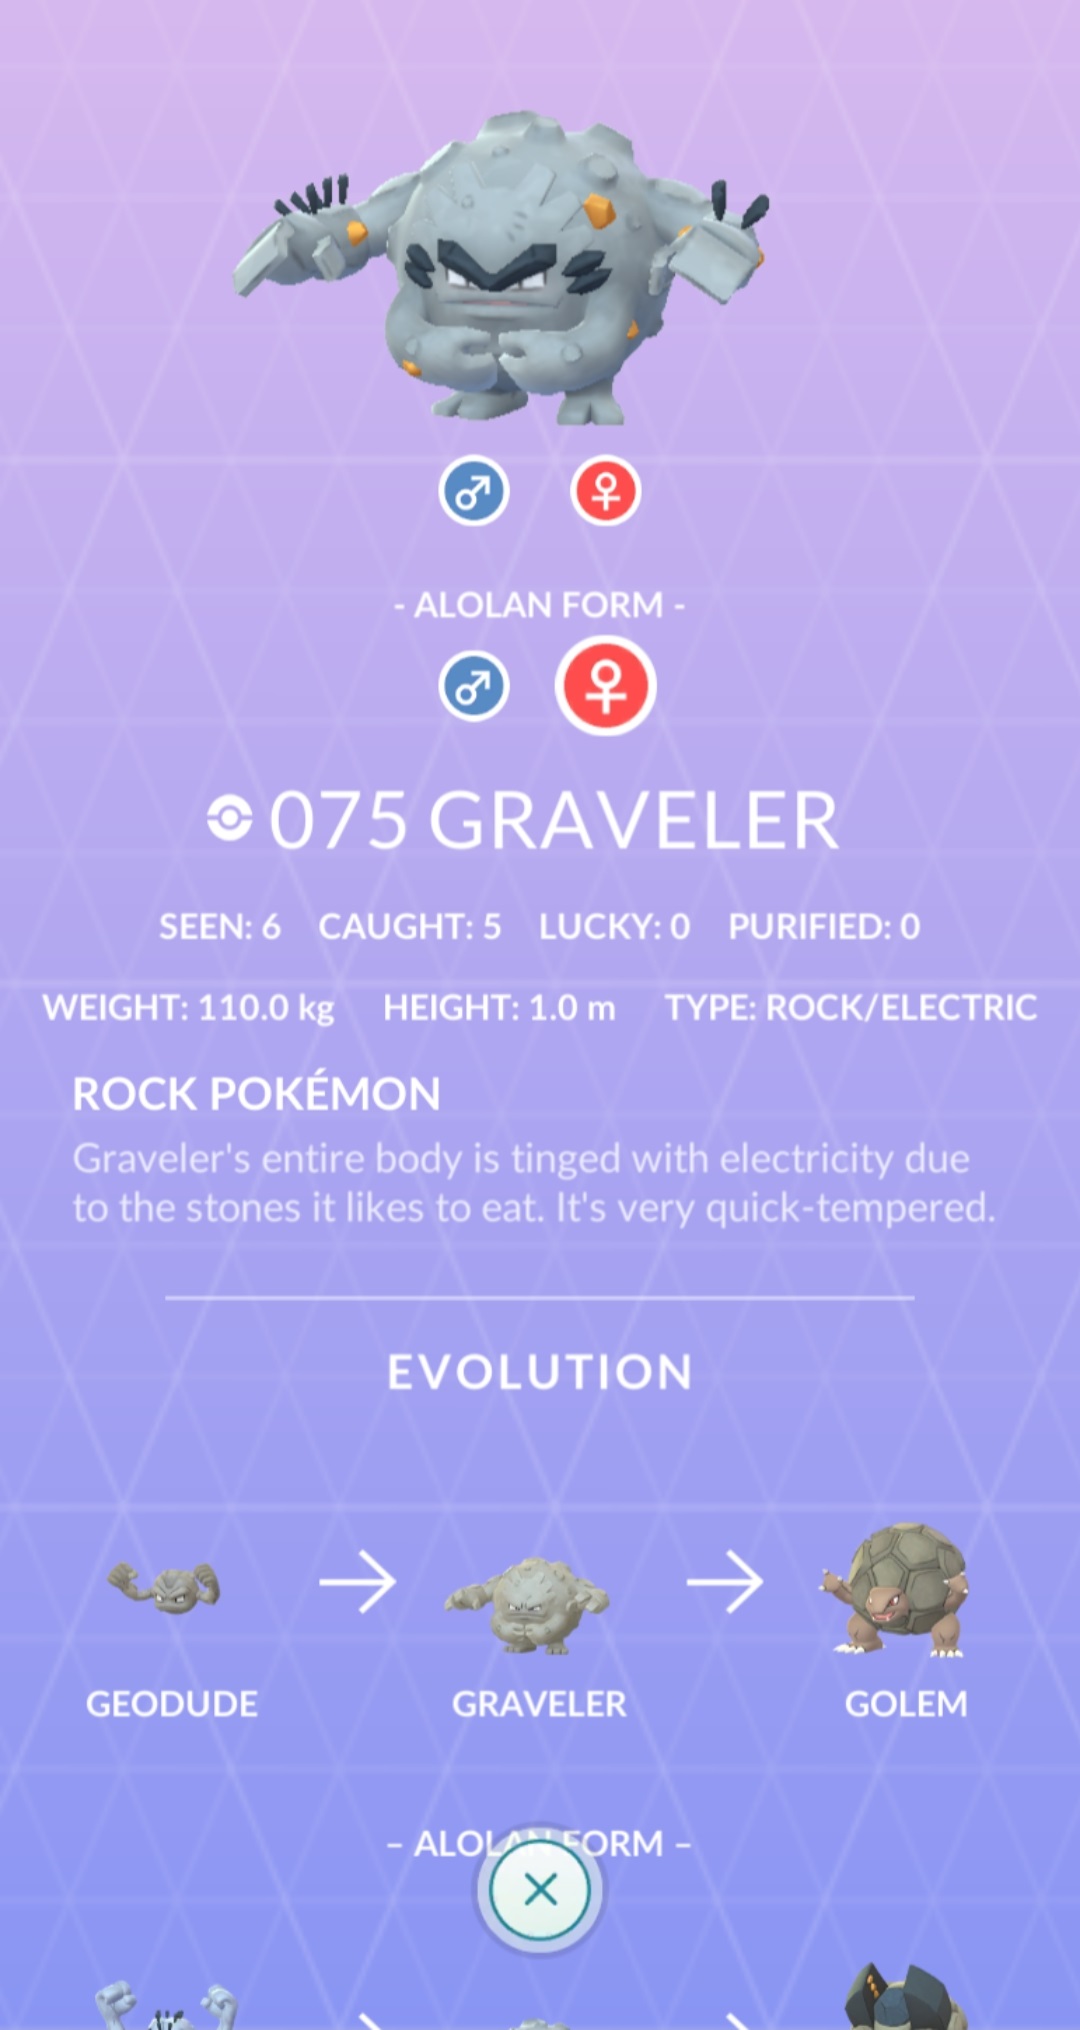 - ALOLAN FORM -
075 GRAVELER
SEEN: 6 CAUGHT: 5 LUCKY: 0 PURIFIED: 0
WEIGHT: 110.0 kg HEIGHT: 1.0 m TYPE: ROCK/ELECTRIC
ROCK POKÉMON
Graveler's entire body is tinged with electricity due
to the stones it likes to eat. It's very quick-tempered.
EVOLUTION
GEODUDE GRAVELER GOLEM
– ALOLAN FORM –